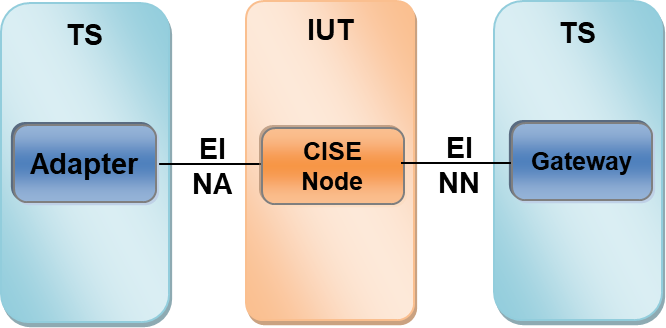 TS
IUT
TS
Adapter
EI
NA
CISE
Node
EI
NN
Gateway